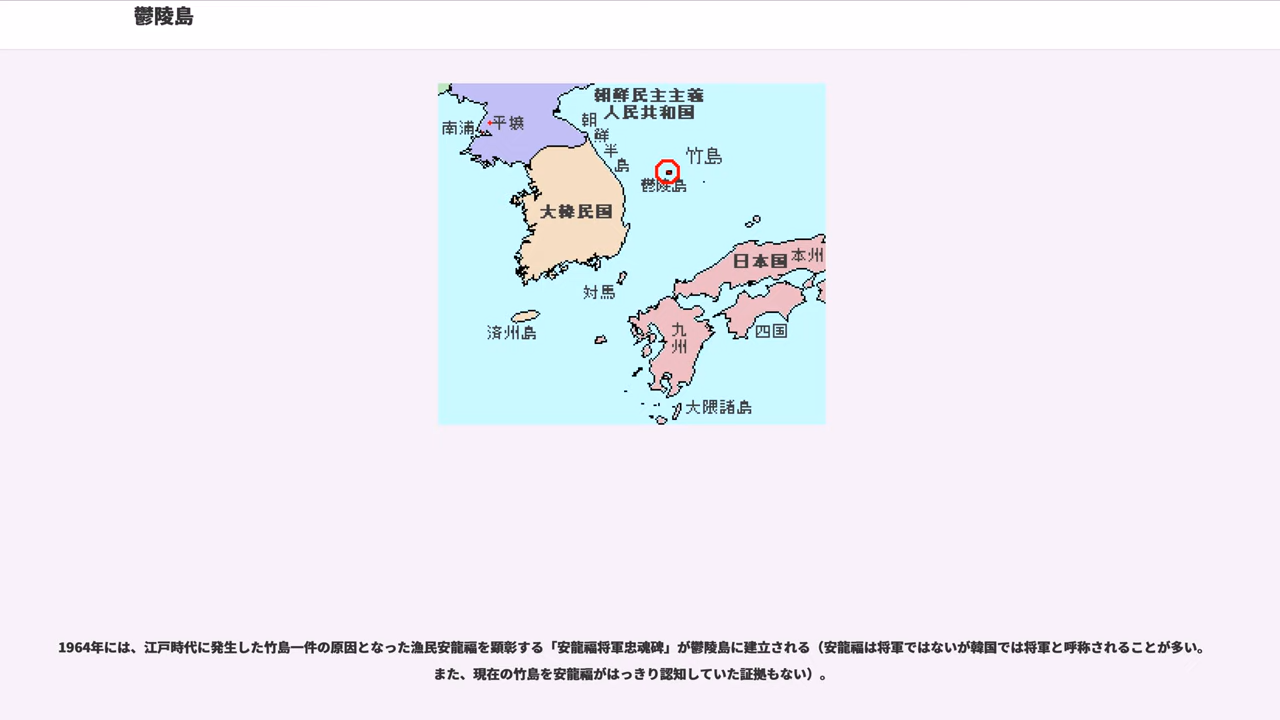 鬱陵島
朝鮮民主主義
人民共和国
南浦
平壌
朝鮮半島
竹島
鬱陵島
大韓民国
日本国
本州
対馬
済州島
九州
四国
大隅諸島
1964年には、江戸時代に発生した竹島一件の原因となった漁民安龍福を顕彰する「安龍福将軍忠魂碑」が鬱陵島に建立される（安龍福は将軍ではないが韓国では将軍と呼称されることが多い。
また、現在の竹島を安龍福がはっきり認知していた証拠もない）。